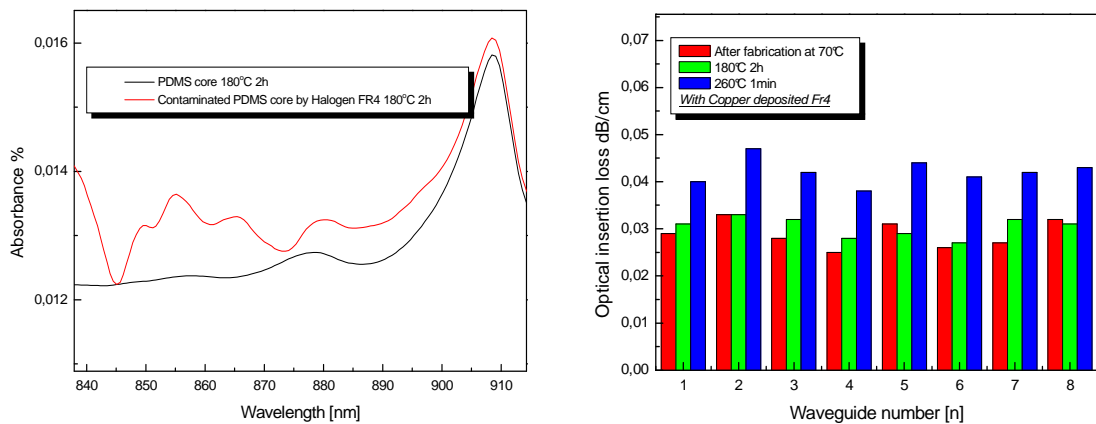 0,016
0,014
0,012
Absorbance %
PDMS core 180°C 2h
Contaminated PDMS core by Halogen FR4 180°C 2h
840 850 860 870 880 890 900 910
Wavelength [nm]
0,07
0,06
0,05
0,04
0,03
0,02
0,01
0,00
Optical insertion loss dB/cm
After fabrication at 70°C
180°C 2h
260°C 1min
With Copper deposited Fr4
1 2 3 4 5 6 7 8
Waveguide number [n]